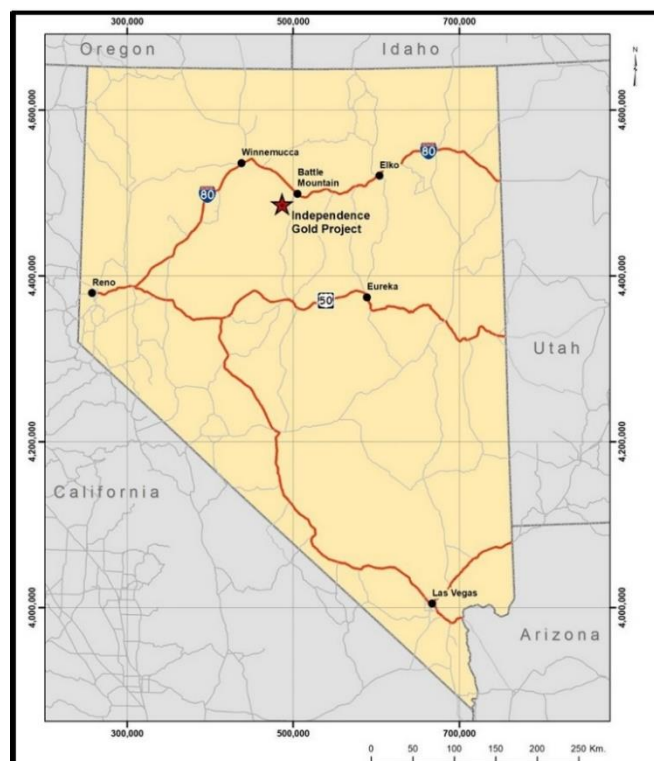 300,000 500,000 700,000
Oregon Idaho
N
4,600,000 4,600,000
80
Winnemucca
Elko
Battle
Mountain
80
Independence
Gold Project
4,400,000 4,400,000
Reno
Eureka
50
Utah
4,200,000 4,200,000
California
Las Vegas
4,000,000 4,000,000
Arizona
300,000 500,000 700,000
0 50 100 150 200 250 Km.